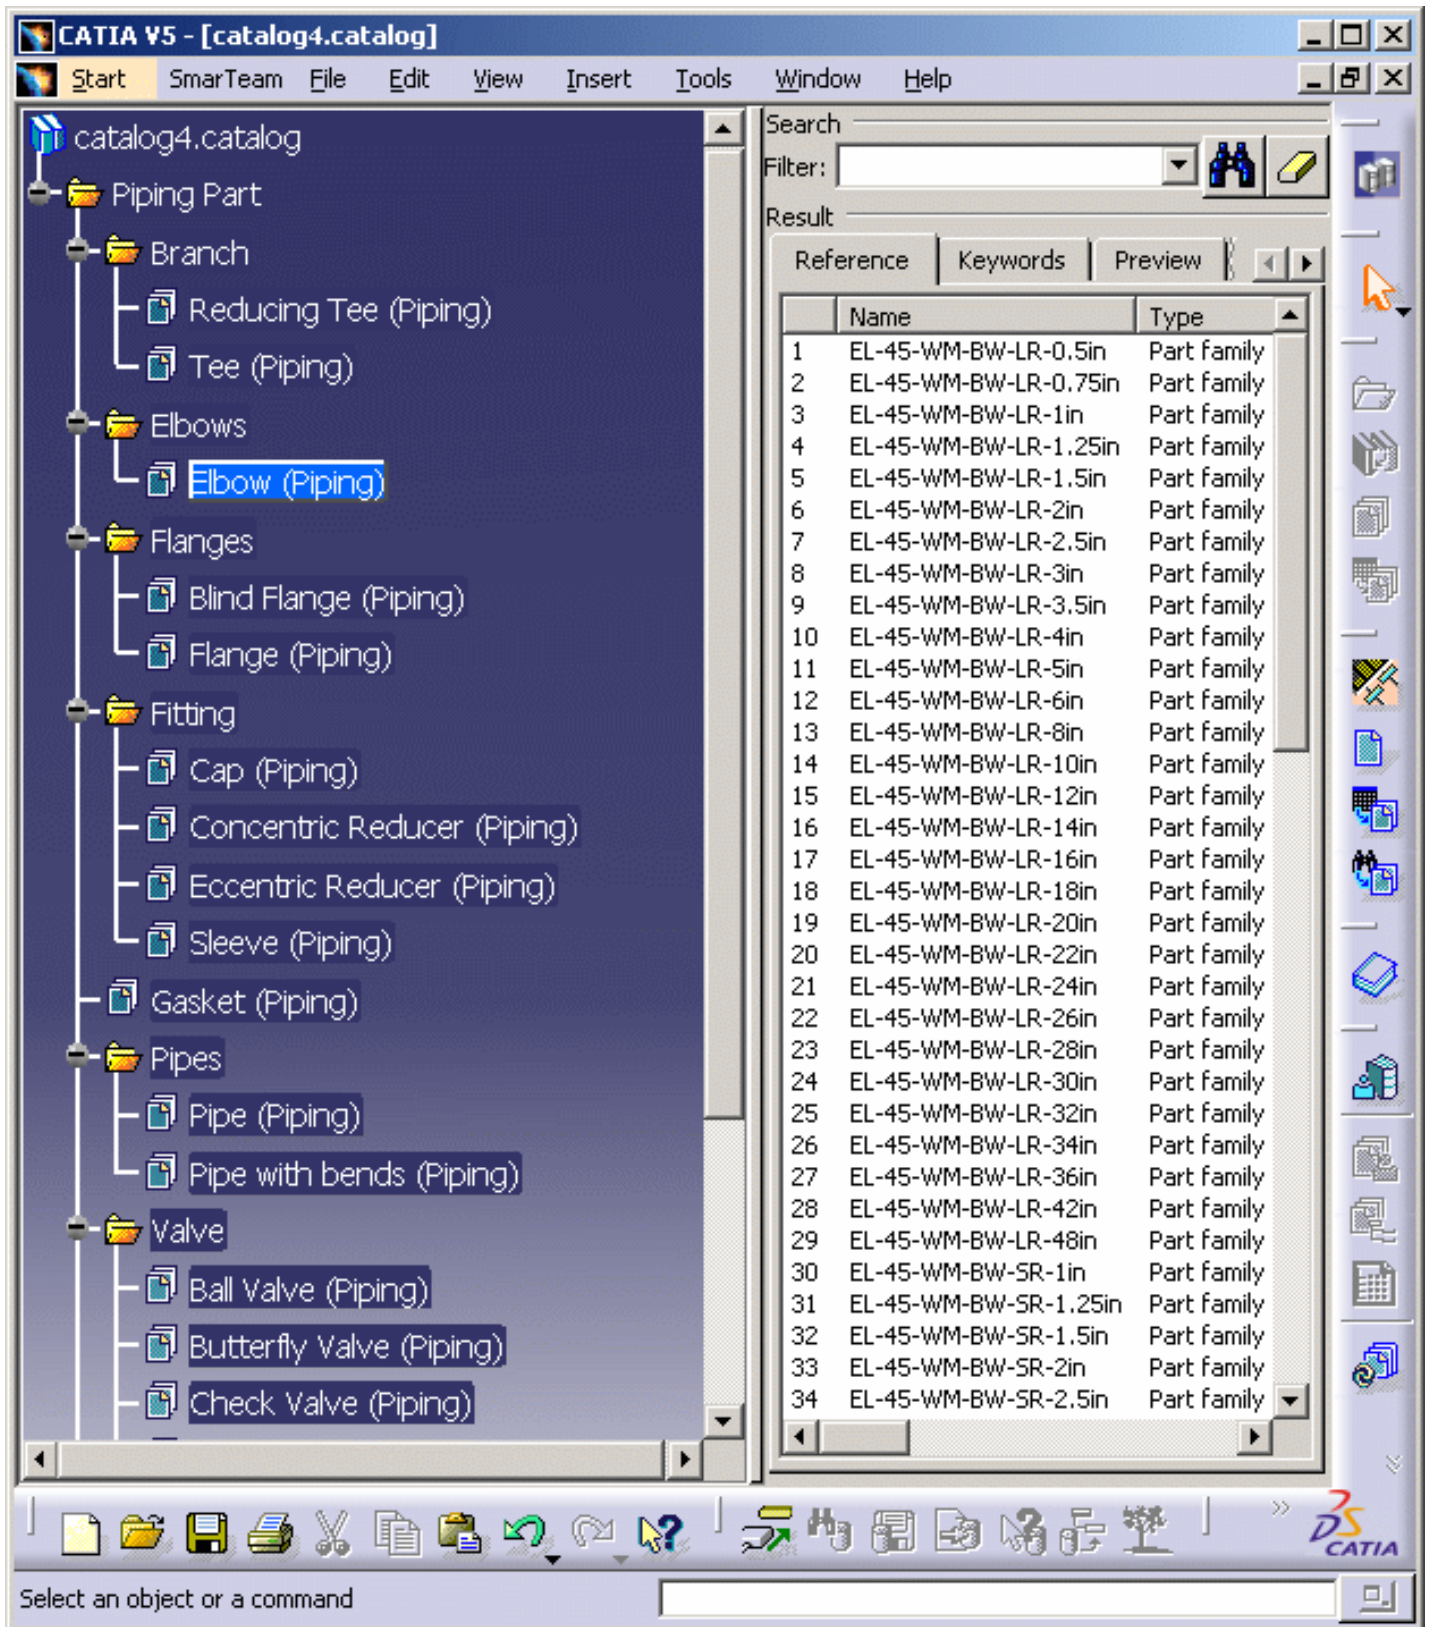 CATIA V5 - [catalog4.catalog]
Start SmarTeam File Edit View Insert Tools Window Help
catalog4.catalog
Piping Part
Branch
Reducing Tee (Piping)
Tee (Piping)
Elbows
Elbow (Piping)
Flanges
Blind Flange (Piping)
Flange (Piping)
Fitting
Cap (Piping)
Concentric Reducer (Piping)
Eccentric Reducer (Piping)
Sleeve (Piping)
Gasket (Piping)
Pipes
Pipe (Piping)
Pipe with bends (Piping)
Valve
Ball Valve (Piping)
Butterfly Valve (Piping)
Check Valve (Piping)
Search
Filter:
Result
Reference Keywords Preview
Name Type
1 EL-45-WM-BW-LR-0.5in Part family
2 EL-45-WM-BW-LR-0.75in Part family
3 EL-45-WM-BW-LR-1in Part family
4 EL-45-WM-BW-LR-1.25in Part family
5 EL-45-WM-BW-LR-1.5in Part family
6 EL-45-WM-BW-LR-2in Part family
7 EL-45-WM-BW-LR-2.5in Part family
8 EL-45-WM-BW-LR-3in Part family
9 EL-45-WM-BW-LR-3.5in Part family
10 EL-45-WM-BW-LR-4in Part family
11 EL-45-WM-BW-LR-5in Part family
12 EL-45-WM-BW-LR-6in Part family
13 EL-45-WM-BW-LR-8in Part family
14 EL-45-WM-BW-LR-10in Part family
15 EL-45-WM-BW-LR-12in Part family
16 EL-45-WM-BW-LR-14in Part family
17 EL-45-WM-BW-LR-16in Part family
18 EL-45-WM-BW-LR-18in Part family
19 EL-45-WM-BW-LR-20in Part family
20 EL-45-WM-BW-LR-22in Part family
21 EL-45-WM-BW-LR-24in Part family
22 EL-45-WM-BW-LR-26in Part family
23 EL-45-WM-BW-LR-28in Part family
24 EL-45-WM-BW-LR-30in Part family
25 EL-45-WM-BW-LR-32in Part family
26 EL-45-WM-BW-LR-34in Part family
27 EL-45-WM-BW-LR-36in Part family
28 EL-45-WM-BW-LR-42in Part family
29 EL-45-WM-BW-LR-48in Part family
30 EL-45-WM-BW-SR-1in Part family
31 EL-45-WM-BW-SR-1.25in Part family
32 EL-45-WM-BW-SR-1.5in Part family
33 EL-45-WM-BW-SR-2in Part family
34 EL-45-WM-BW-SR-2.5in Part family
CATIA
Select an object or a command